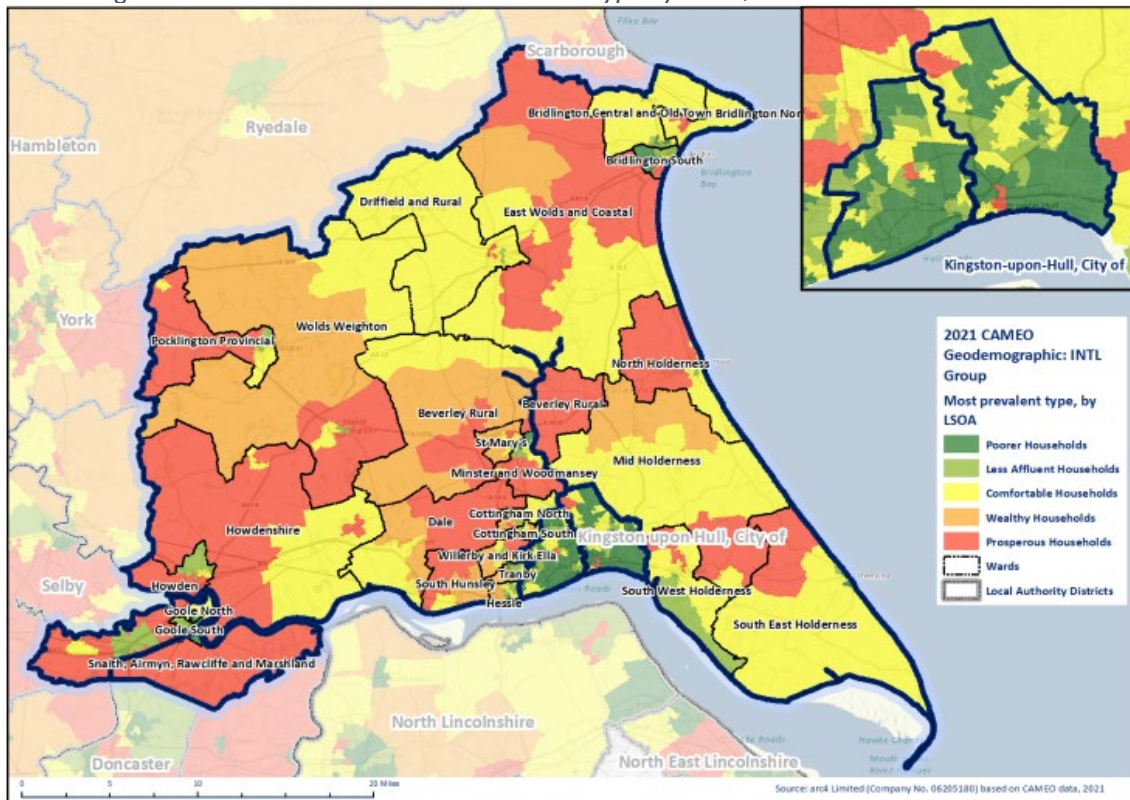 Filey Bay
Scarborough
Ryedale
Hambleton
Bridlington Central and Old Town
Bridlington Nor
Bridlington South
Bridlington
Bay
Driffield and Rural
East Wolds and Coastal
York
Wolds Weighton
Pocklington Provincial
North Holderness
Beverley Rural
Beverley Rural
St Mary's
Mid Holderness
Minster and Woodmansey
Cottingham North
Dale
Cottingham South
Kingston upon Hull, City of
Howdenshire
Willerby and Kirk Ella
Tranby
South Hunsley
Hessle
South West Holderness
Selby
Howden
Goole North
Goole South
South East Holderness
Snaith, Airmyn, Rawcliffe and Marshland
North Lincolnshire
Doncaster
North East Lincolnshire
0 5 10 20 Miles
Kingston-upon-Hull, City of
2021 CAMEO
Geodemographic: INTL
Group
Most prevalent type, by
LSOA
Poorer Households
Less Affluent Households
Comfortable Households
Wealthy Households
Prosperous Households
Wards
Local Authority Districts
Source: arc4 Limited (Company No. 06205180) based on CAMEO data, 2021